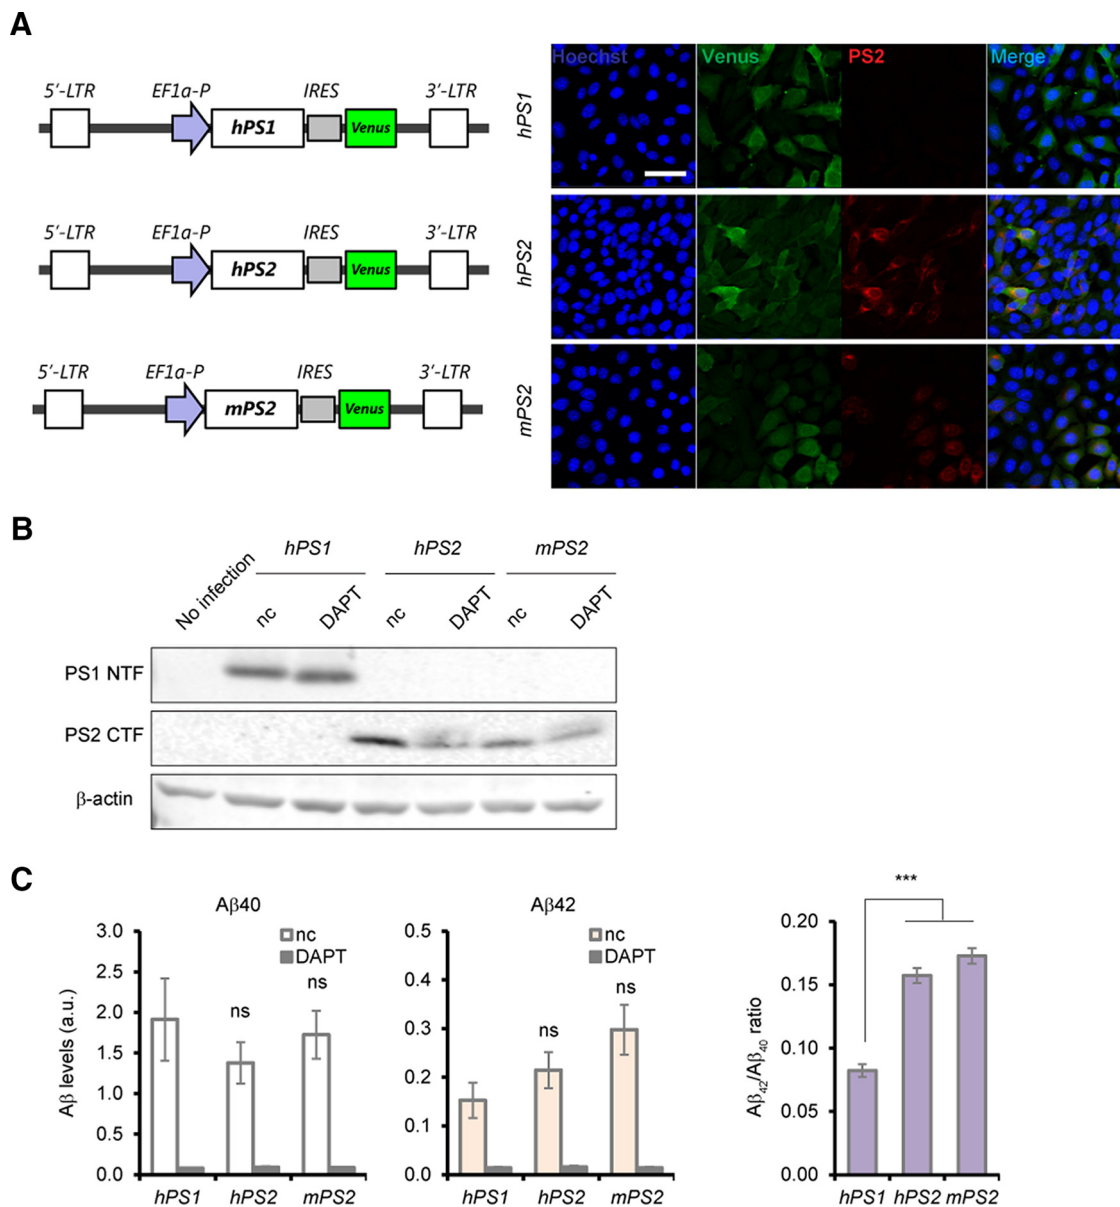 A
Hoechst Venus PS2 Merge
5'-LTR EF1a-P IRES 3'-LTR
hPS1 Venus
hPS1
5'-LTR EF1a-P IRES 3'-LTR
hPS2 Venus
hPS2
5'-LTR EF1a-P IRES 3'-LTR
mPS2 Venus
mPS2
B
hPS1 hPS2 mPS2
No infection nc DAPT nc DAPT nc DAPT
PS1 NTF
PS2 CTF
β-actin
C
Aβ40
Aβ levels (a.u.)
3.0
2.5
2.0
1.5
1.0
0.5
0.0
nc
DAPT
ns
ns
hPS1 hPS2 mPS2
Aβ42
0.5
0.4
0.3
0.2
0.1
0.0
nc
DAPT
ns
ns
hPS1 hPS2 mPS2
***
Aβ42/Aβ40 ratio
0.20
0.15
0.10
0.05
0.00
hPS1 hPS2 mPS2